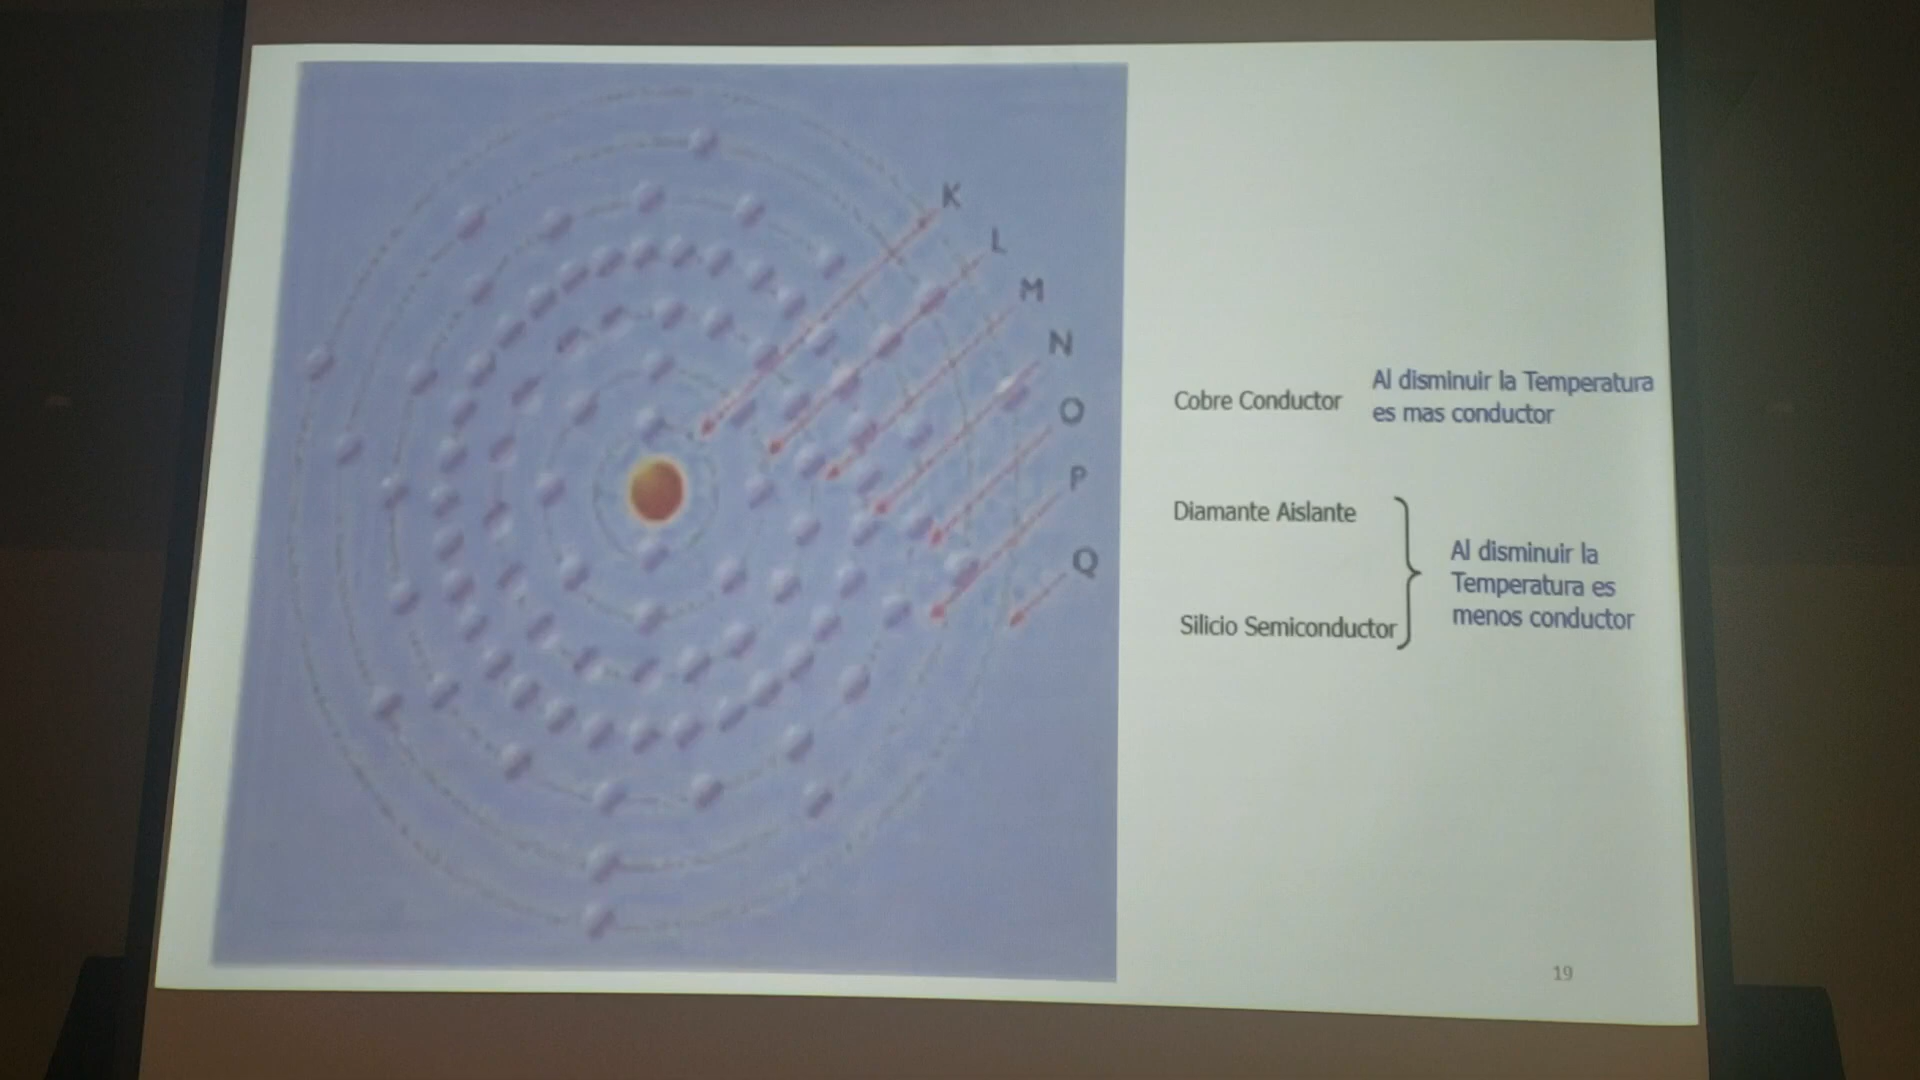 K
L
M
N
O
P
Q
Cobre Conductor
Al disminuir la Temperatura
es mas conductor
Diamante Aislante
Silicio Semiconductor
Al disminuir la
Temperatura es
menos conductor
19